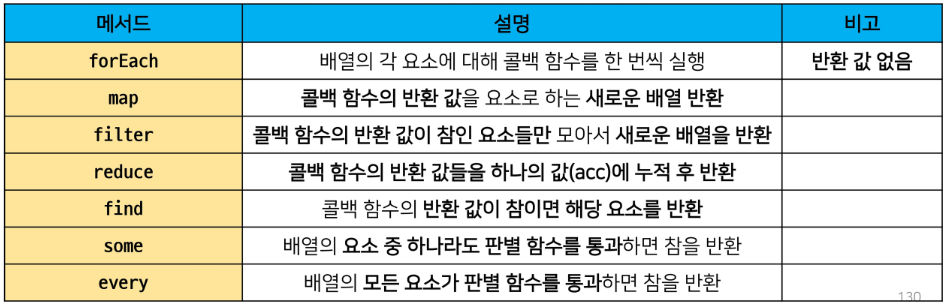 메서드 설명 비고
forEach 배열의 각 요소에 대해 콜백 함수를 한 번씩 실행 반환 값 없음
map 콜백 함수의 반환 값을 요소로 하는 새로운 배열 반환
filter 콜백 함수의 반환 값이 참인 요소들만 모아서 새로운 배열을 반환
reduce 콜백 함수의 반환 값들을 하나의 값(acc)에 누적 후 반환
find 콜백 함수의 반환 값이 참이면 해당 요소를 반환
some 배열의 요소 중 하나라도 판별 함수를 통과하면 참을 반환
every 배열의 모든 요소가 판별 함수를 통과하면 참을 반환
130